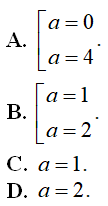 A. [a = 0
a = 4.
B. [a = 1
a = 2.
C. a = 1.
D. a = 2.